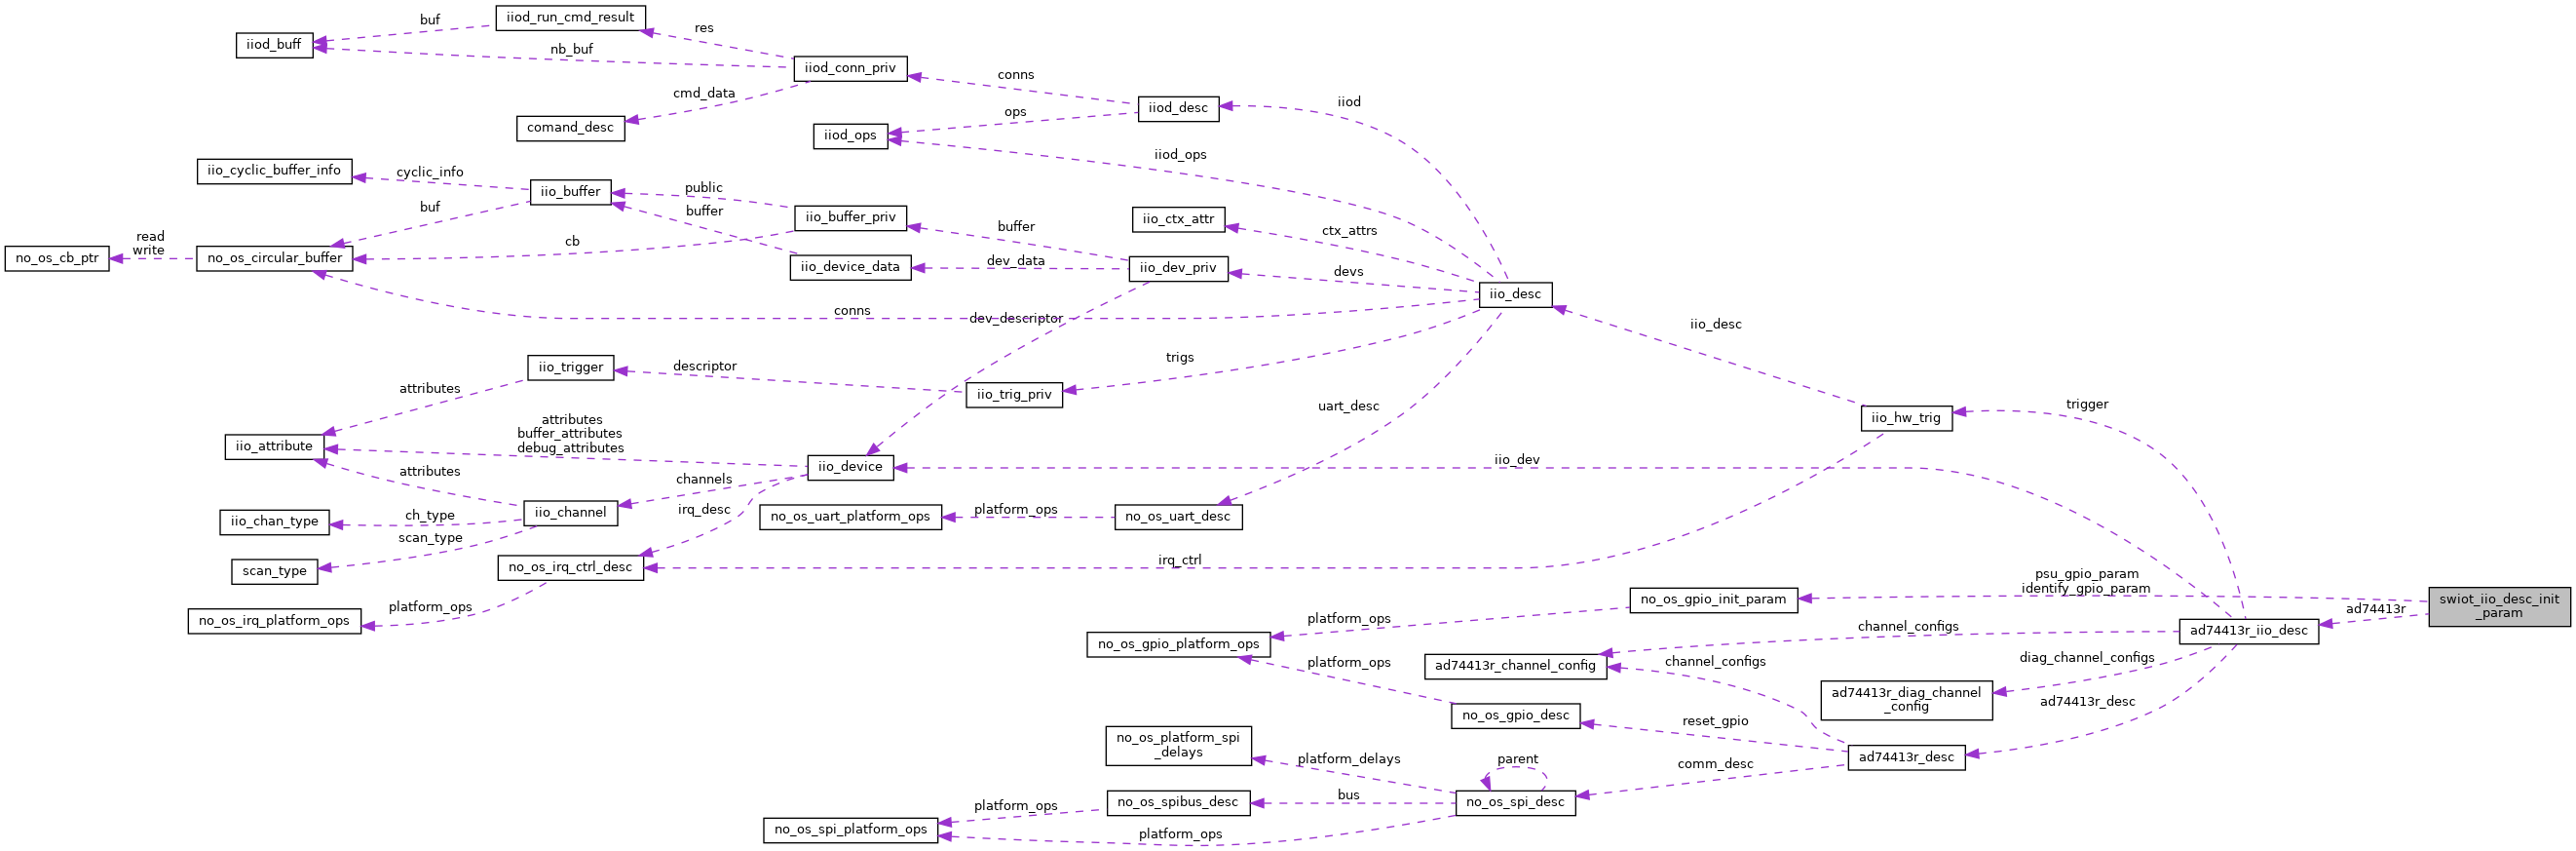 iiod_run_cmd_result
buf
res
iiod_buff
nb_buf
iiod_conn_priv
conns
cmd_data
iiod_desc
iiod
ops
comand_desc
iiod_ops
iiod_ops
iio_cyclic_buffer_info
cyclic_info
iio_buffer
public
buf
buffer
iio_buffer_priv
iio_ctx_attr
buffer
ctx_attrs
read
write
cb
no_os_cb_ptr
no_os_circular_buffer
iio_device_data
dev_data
iio_dev_priv
devs
iio_desc
conns
dev_descriptor
iio_desc
trigs
iio_trigger
descriptor
attributes
iio_trig_priv
uart_desc
trigger
iio_hw_trig
attributes
buffer_attributes
debug_attributes
iio_attribute
iio_device
iio_dev
attributes
channels
iio_channel
irq_desc
iio_chan_type
ch_type
no_os_uart_platform_ops
platform_ops
no_os_uart_desc
scan_type
scan_type
no_os_irq_ctrl_desc
irq_ctrl
psu_gpio_param
identify_gpio_param
no_os_gpio_init_param
swiot_iio_desc_init
_param
platform_ops
no_os_irq_platform_ops
ad74413r
platform_ops
channel_configs
ad74413r_iio_desc
no_os_gpio_platform_ops
platform_ops
ad74413r_channel_config
channel_configs
diag_channel_configs
ad74413r_diag_channel
_config
ad74413r_desc
no_os_gpio_desc
reset_gpio
no_os_platform_spi
_delays
platform_delays
parent
comm_desc
ad74413r_desc
platform_ops
no_os_spibus_desc
bus
no_os_spi_desc
no_os_spi_platform_ops
platform_ops